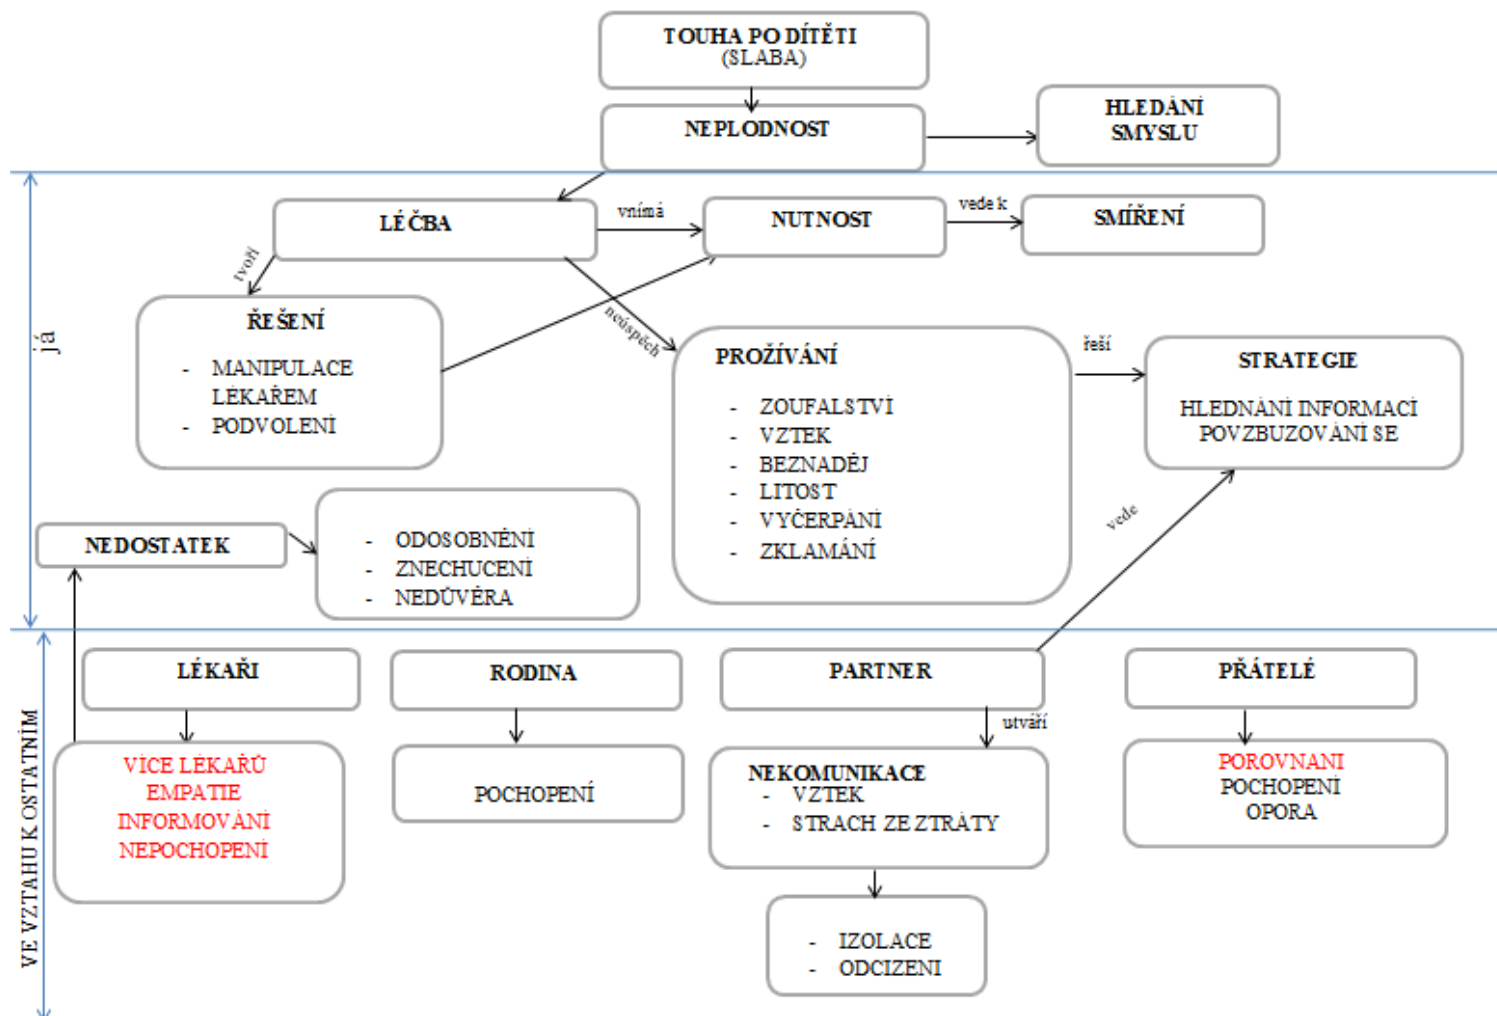 TOUHA PO DÍTĚTI
(SLABA)
NEPLODNOST
HLEDÁNÍ
SMYSLU
já
LÉČBA
vnímá
NUTNOST
vede k
SMÍŘENÍ
tvoří
ŘEŠENÍ
- MANIPULACE
LÉKAŘEM
- PODVOLENÍ
neúspěch
PROŽÍVÁNÍ
- ZOUFALSTVÍ
- VZTEK
- BEZNADĚJ
- LITOST
- VYČERPÁNÍ
- ZKLAMÁNÍ
řeší
STRATEGIE
HLEDNÁNÍ INFORMACÍ
POVZBUZOVÁNÍ SE
vede
NEDOSTATEK
- ODOSOBNĚNÍ
- ZNECHUCENÍ
- NEDŮVĚRA
VE VZTAHU K OSTATNÍM
LÉKAŘI
VÍCE LÉKAŘŮ
EMPATIE
INFORMOVÁNÍ
NEPOCHOPENÍ
RODINA
POCHOPENÍ
PARTNER
utváří
NEKOMUNIKACE
- VZTEK
- STRACH ZE ZTRÁTY
- IZOLACE
- ODCIZENI
PŘÁTELÉ
POROVNANI
POCHOPENÍ
OPORA